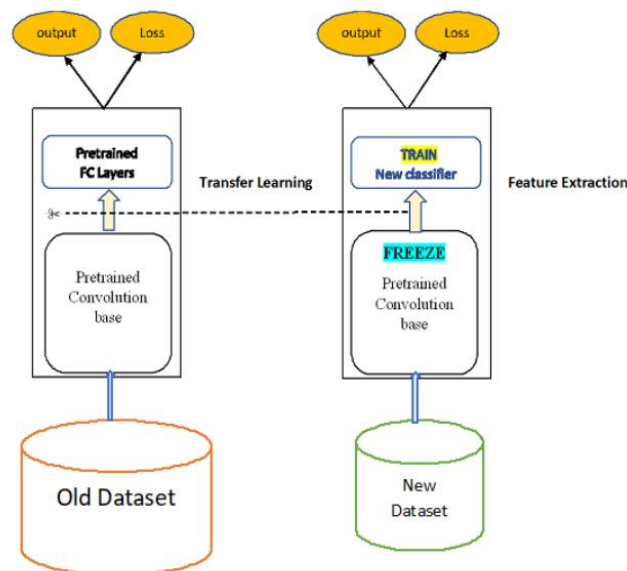 output
Loss
output
Loss
Pretrained
FC Layers
Transfer Learning
TRAIN
New classifier
Feature Extraction
Pretrained
Convolution
base
FREEZE
Pretrained
Convolution
base
Old Dataset
New
Dataset